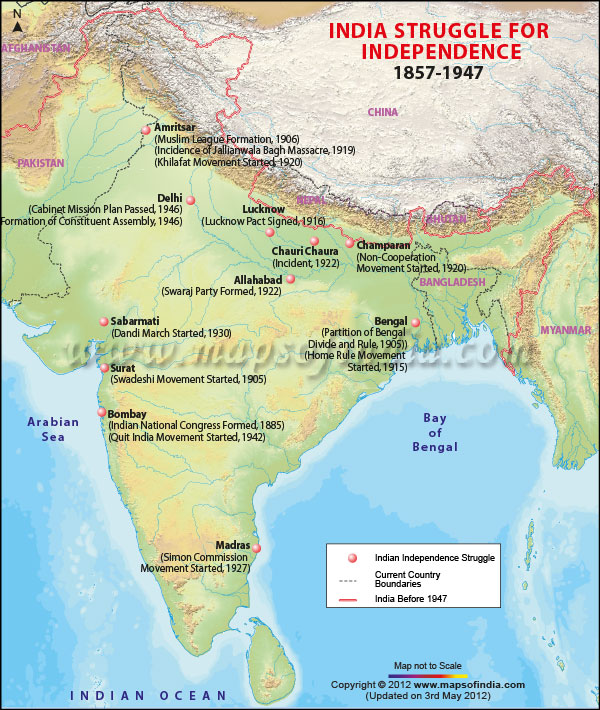 N
INDIA STRUGGLE FOR
INDEPENDENCE
1857-1947
AFGHANISTAN
CHINA
Amritsar
(Muslim League Formation, 1906)
(Incidence of Jallianwala Bagh Massacre, 1919)
(Khilafat Movement Started, 1920)
PAKISTAN
Delhi
(Cabinet Mission Plan Passed, 1946)
Formation of Constituent Assembly, 1946)
NEPAL
Lucknow
(Lucknow Pact Signed, 1916)
BHUTAN
Chauri Chaura
(Incident, 1922)
Champaran
(Non-Cooperation
Movement Started, 1920)
Allahabad
(Swaraj Party Formed, 1922)
BANGLADESH
Sabarmati
(Dandi March Started, 1930)
Bengal
(Partition of Bengal
Divide and Rule, 1905))
(Home Rule Movement
Started, 1915)
MYANMAR
www.mapsofindia.com
Surat
(Swadeshi Movement Started, 1905)
Arabian
Sea
Bombay
(Indian National Congress Formed, 1885)
(Quit India Movement Started, 1942)
Bay
of
Bengal
Madras
(Simon Commission
Movement Started, 1927)
Indian Independence Struggle
Current Country
Boundaries
India Before 1947
Map not to Scale
Copyright © 2012 www.mapsofindia.com
(Updated on 3rd May 2012)
INDIAN OCEAN